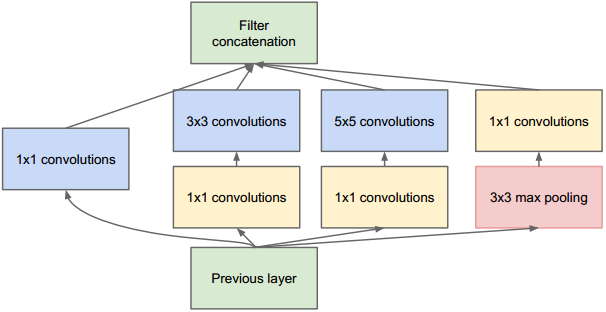 Filter
concatenation
3x3 convolutions
5x5 convolutions
1x1 convolutions
1x1 convolutions
1x1 convolutions
1x1 convolutions
3x3 max pooling
Previous layer